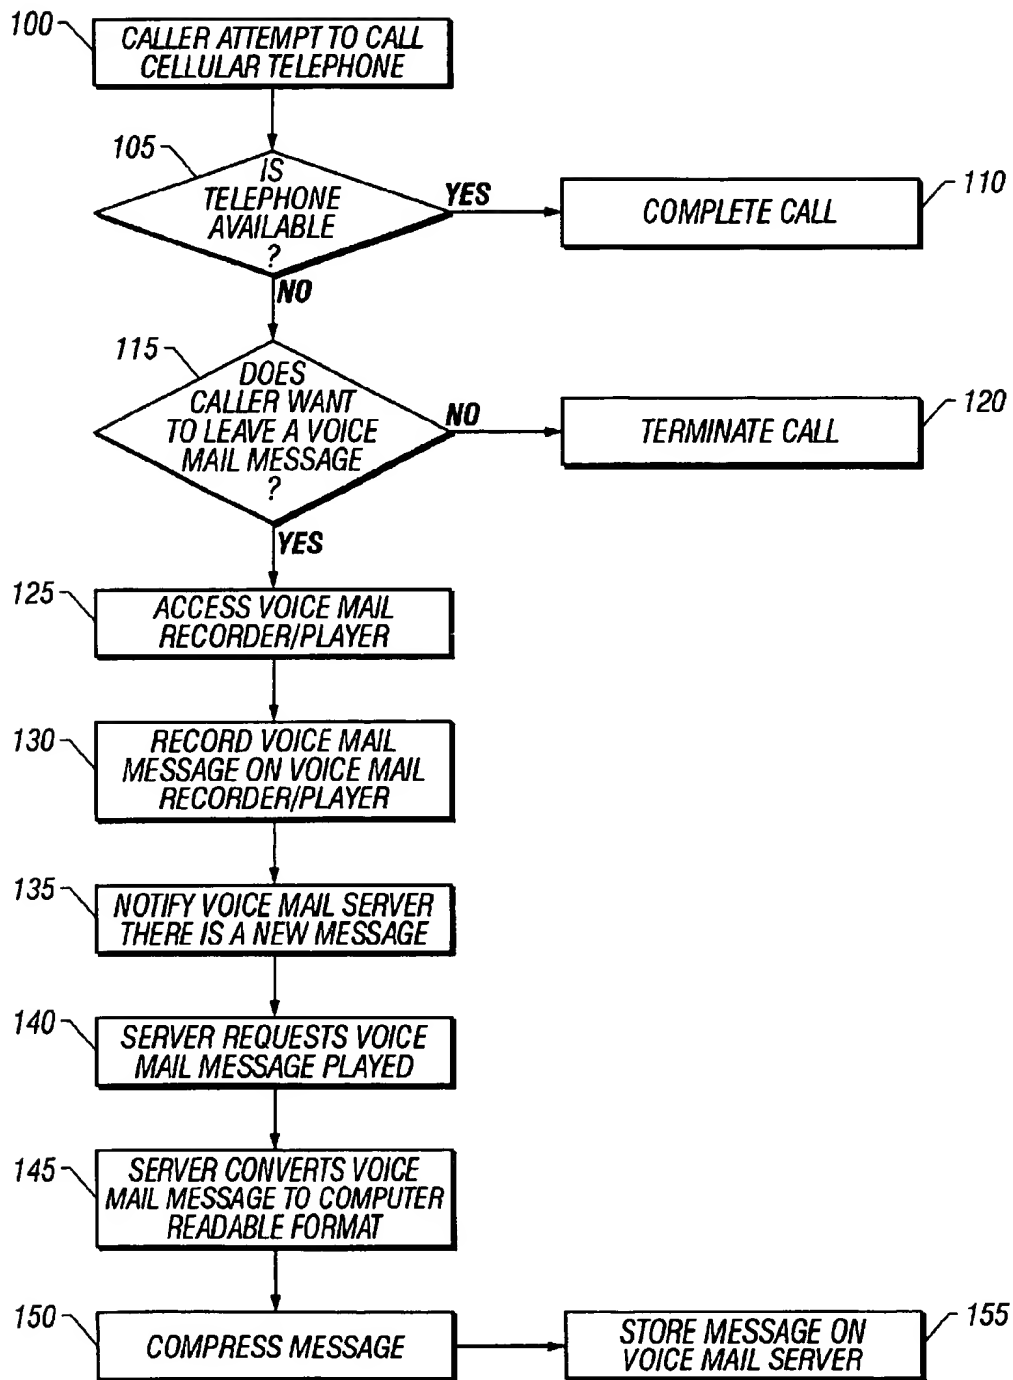 100
CALLER ATTEMPT TO CALL
CELLULAR TELEPHONE
105
IS
TELEPHONE
AVAILABLE
?
YES
110
COMPLETE CALL
NO
115
DOES
CALLER WANT
TO LEAVE A VOICE
MAIL MESSAGE
?
NO
120
TERMINATE CALL
YES
125
ACCESS VOICE MAIL
RECORDER/PLAYER
130
RECORD VOICE MAIL
MESSAGE ON VOICE MAIL
RECORDER/PLAYER
135
NOTIFY VOICE MAIL SERVER
THERE IS A NEW MESSAGE
140
SERVER REQUESTS VOICE
MAIL MESSAGE PLAYED
145
SERVER CONVERTS VOICE
MAIL MESSAGE TO COMPUTER
READABLE FORMAT
150
COMPRESS MESSAGE
155
STORE MESSAGE ON
VOICE MAIL SERVER